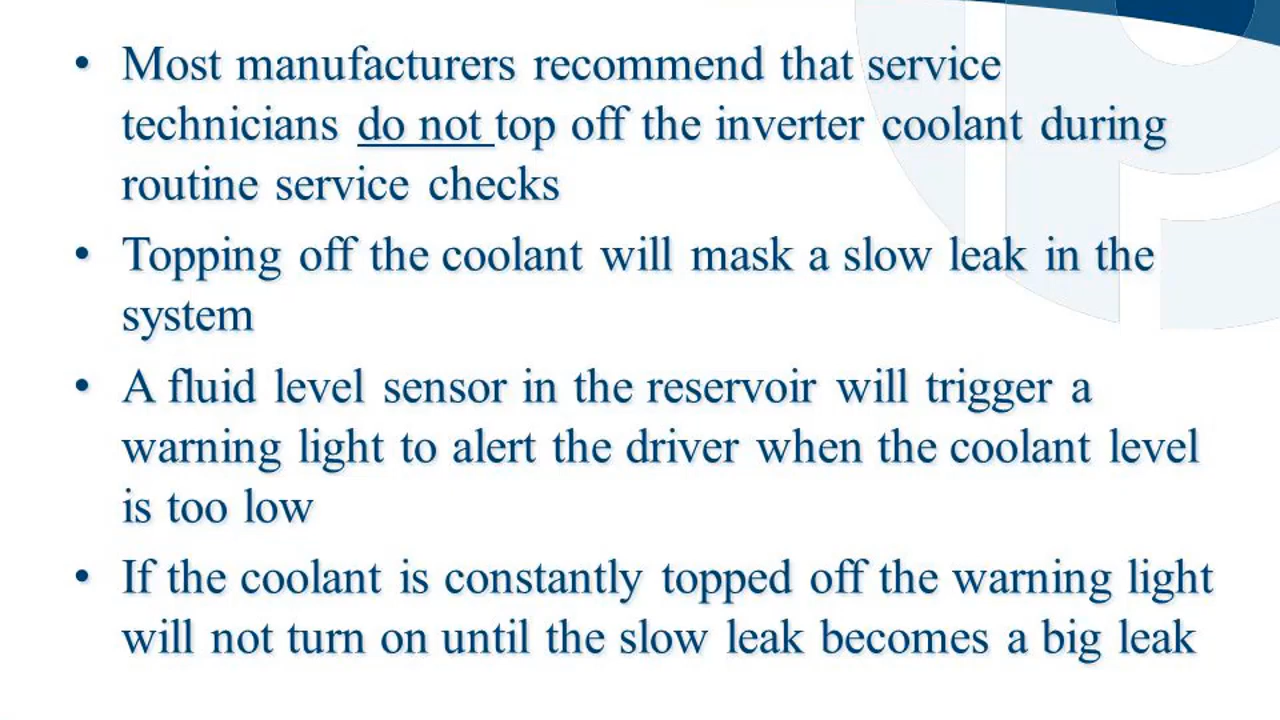 • Most manufacturers recommend that service
technicians do not top off the inverter coolant during
routine service checks
• Topping off the coolant will mask a slow leak in the
system
• A fluid level sensor in the reservoir will trigger a
warning light to alert the driver when the coolant level
is too low
• If the coolant is constantly topped off the warning light
will not turn on until the slow leak becomes a big leak